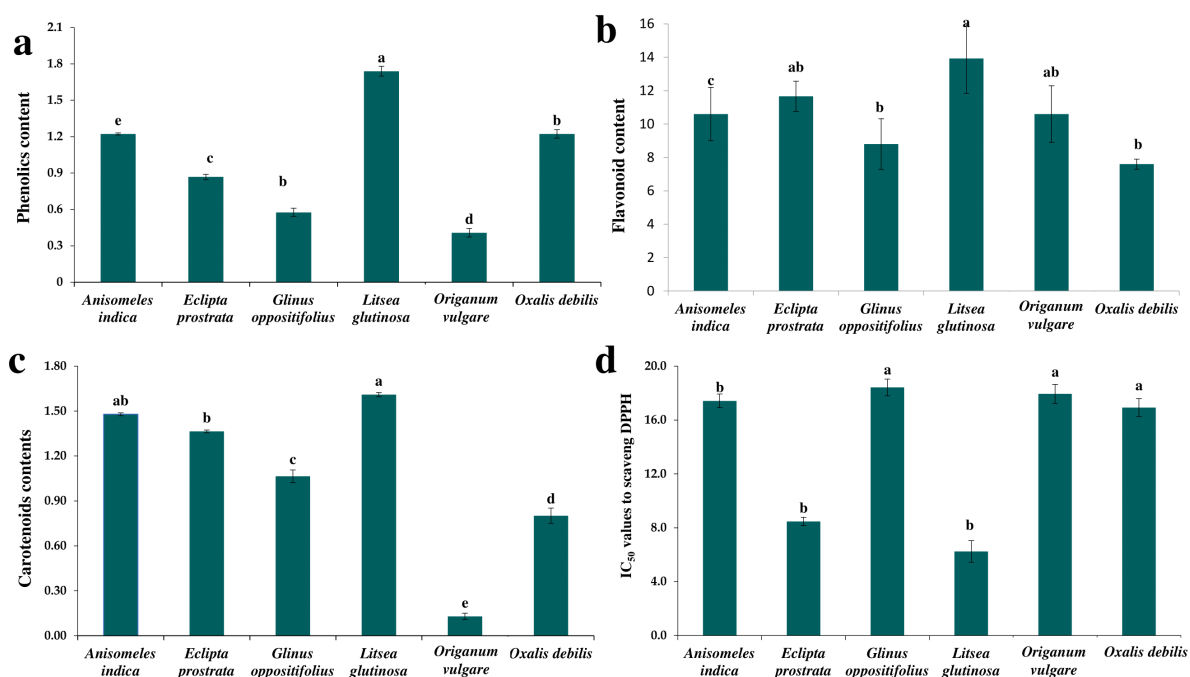 a
Phenolics content
2.1
1.8
1.5
1.2
0.9
0.6
0.3
0
e
c
b
a
d
b
Anisomeles
indica
Eclipta
prostrata
Glinus
oppositifolius
Litsea
glutinosa
Origanum
vulgare
Oxalis debilis
b
Flavonoid content
16
14
12
10
8
6
4
2
0
c
ab
b
a
ab
b
Anisomeles
indica
Eclipta
prostrata
Glinus
oppositifolius
Litsea
glutinosa
Origanum
vulgare
Oxalis debilis
c
Carotenoids contents
1.80
1.50
1.20
0.90
0.60
0.30
0.00
ab
b
c
a
e
d
Anisomeles
indica
Eclipta
prostrata
Glinus
oppositifolius
Litsea
glutinosa
Origanum
vulgare
Oxalis debilis
d
IC50 values to scaveng DPPH
20.0
16.0
12.0
8.0
4.0
0.0
b
b
a
b
a
a
Anisomeles
indica
Eclipta
prostrata
Glinus
oppositifolius
Litsea
glutinosa
Origanum
vulgare
Oxalis debilis